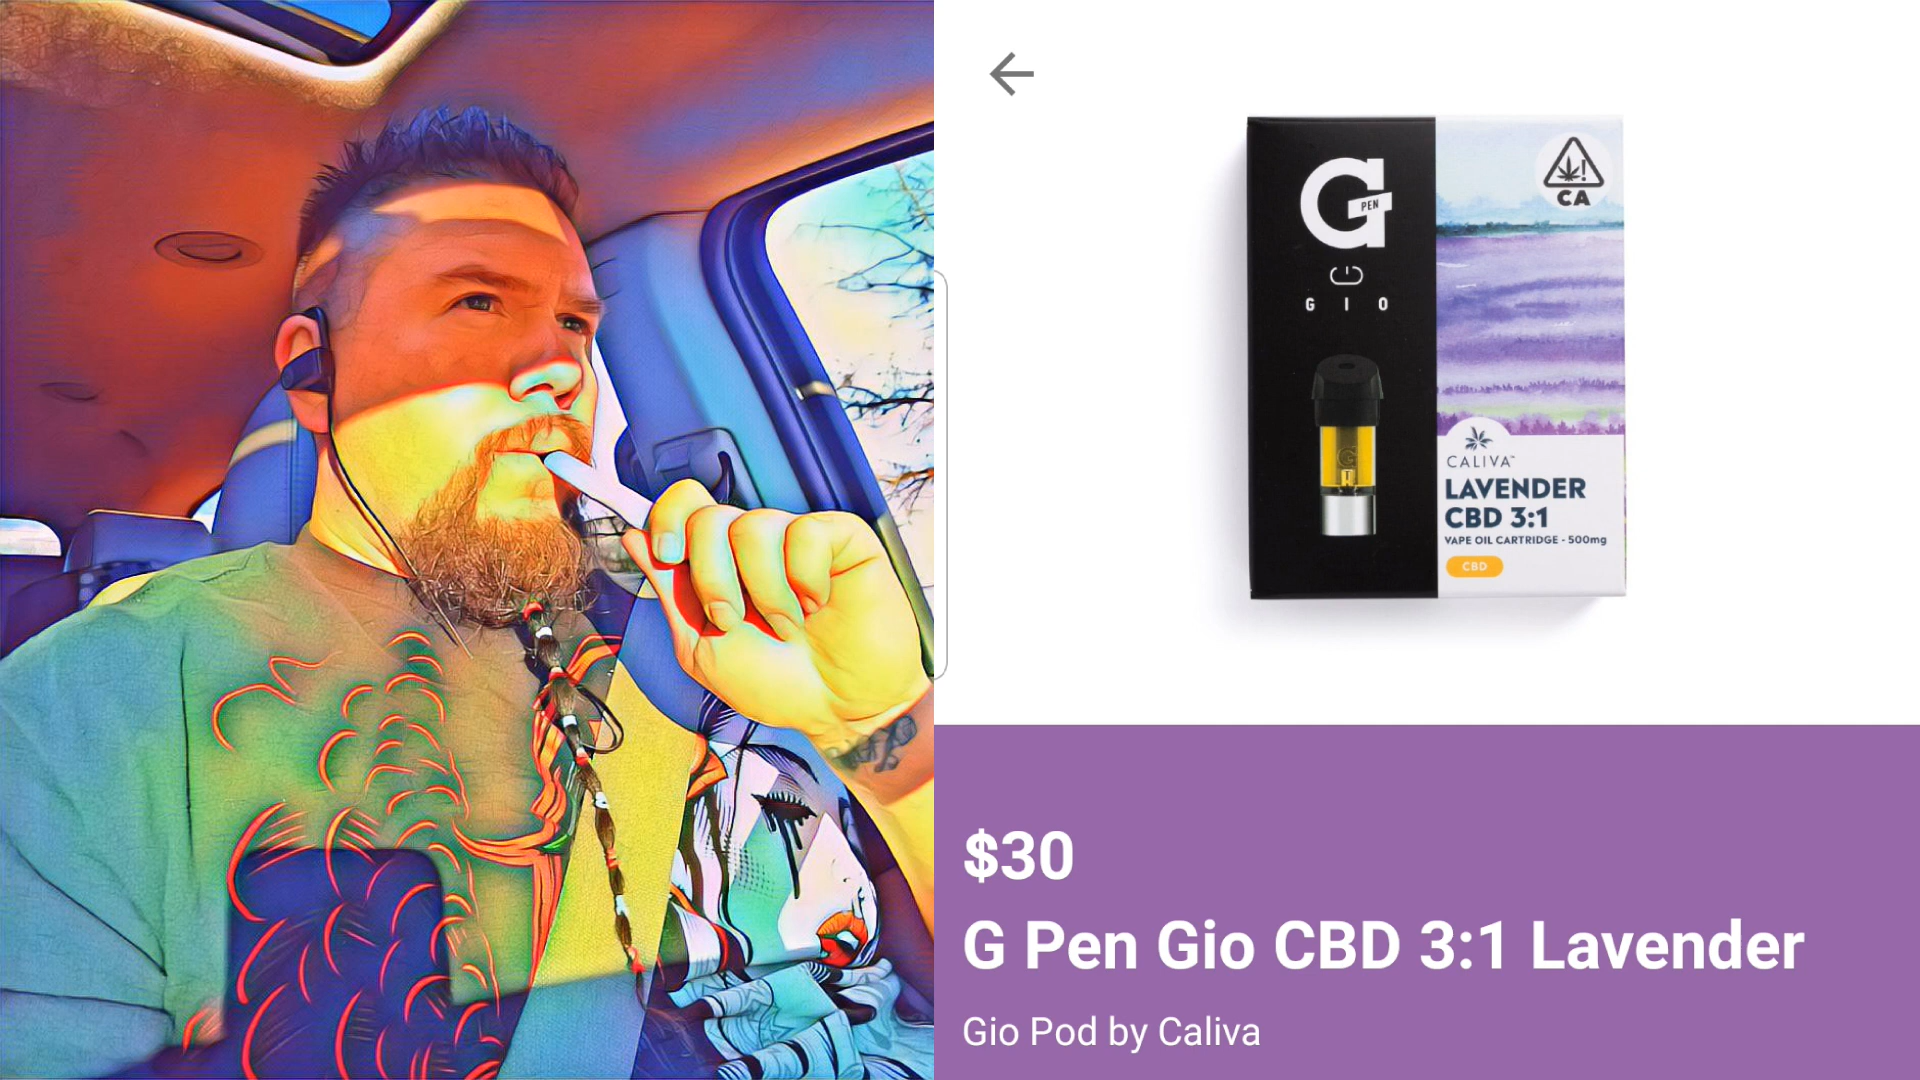 G
PEN
G I O
G
CA
CALIVA™
LAVENDER
CBD 3:1
VAPE OIL CARTRIDGE - 500mg
CBD
$30
G Pen Gio CBD 3:1 Lavender
Gio Pod by Caliva